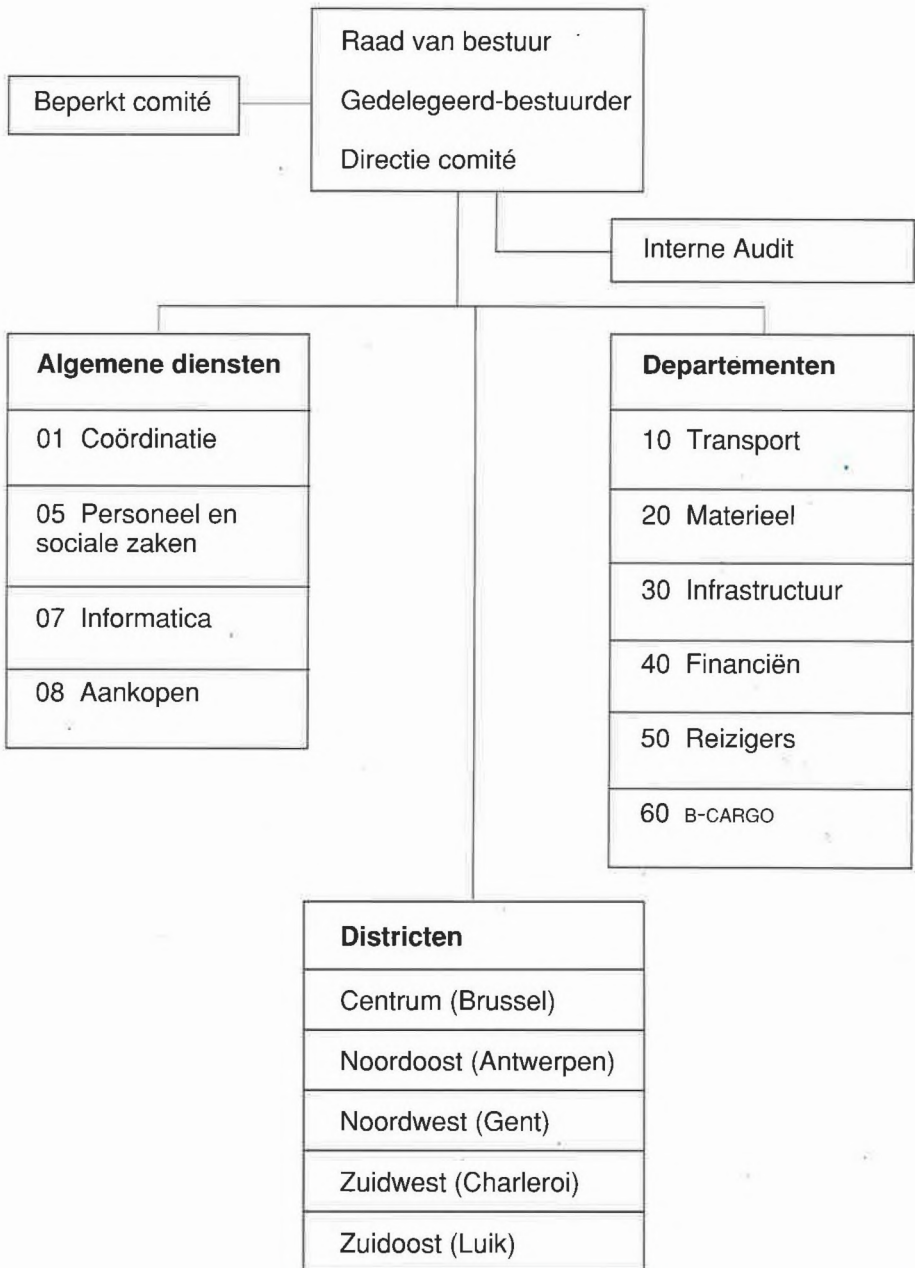 Raad van bestuur
Gedelegeerd-bestuurder
Directie comité
Beperkt comité
Interne Audit
Algemene diensten
01 Coördinatie
05 Personeel en
sociale zaken
07 Informatica
08 Aankopen
Departementen
10 Transport
20 Materieel
30 Infrastructuur
40 Financiën
50 Reizigers
60 B-CARGO
Districten
Centrum (Brussel)
Noordoost (Antwerpen)
Noordwest (Gent)
Zuidwest (Charleroi)
Zuidoost (Luik)